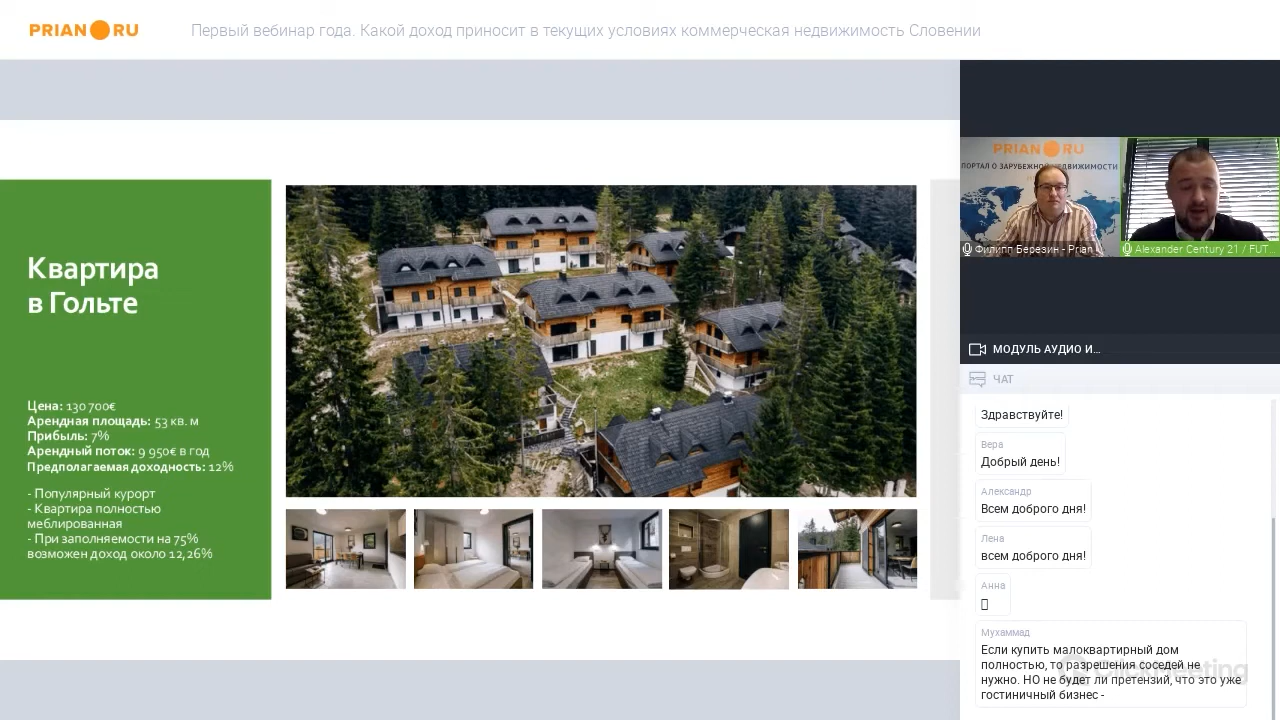 PRIAN RU
Первый вебинар года. Какой доход приносит в текущих условиях коммерческая недвижимость Словении
Квартира
в Гольте
Цена: 130 700€
Арендная площадь: 53 кв. м
Прибыль: 7%
Арендный поток: 9 950€ в год
Предполагаемая доходность: 12%
- Популярный курорт
- Квартира полностью
меблированная
- При заполняемости на 75%
возможен доход около 12,26%
PRIAN RU
ПОРТАЛ О ЗАРУБЕЖНОЙ НЕДВИЖИМОСТИ
Филипп Березин - Prian
Alexander Century 21 / FUT...
МОДУЛЬ АУДИО И...
ЧАТ
Здравствуйте!
Вера
Добрый день!
Александр
Всем доброго дня!
Лена
всем доброго дня!
Анна
Мухаммад
Если купить малоквартирный дом
полностью, то разрешения соседей не
нужно. НО не будет ли претензий, что это уже
гостиничный бизнес -
ClickMeeting